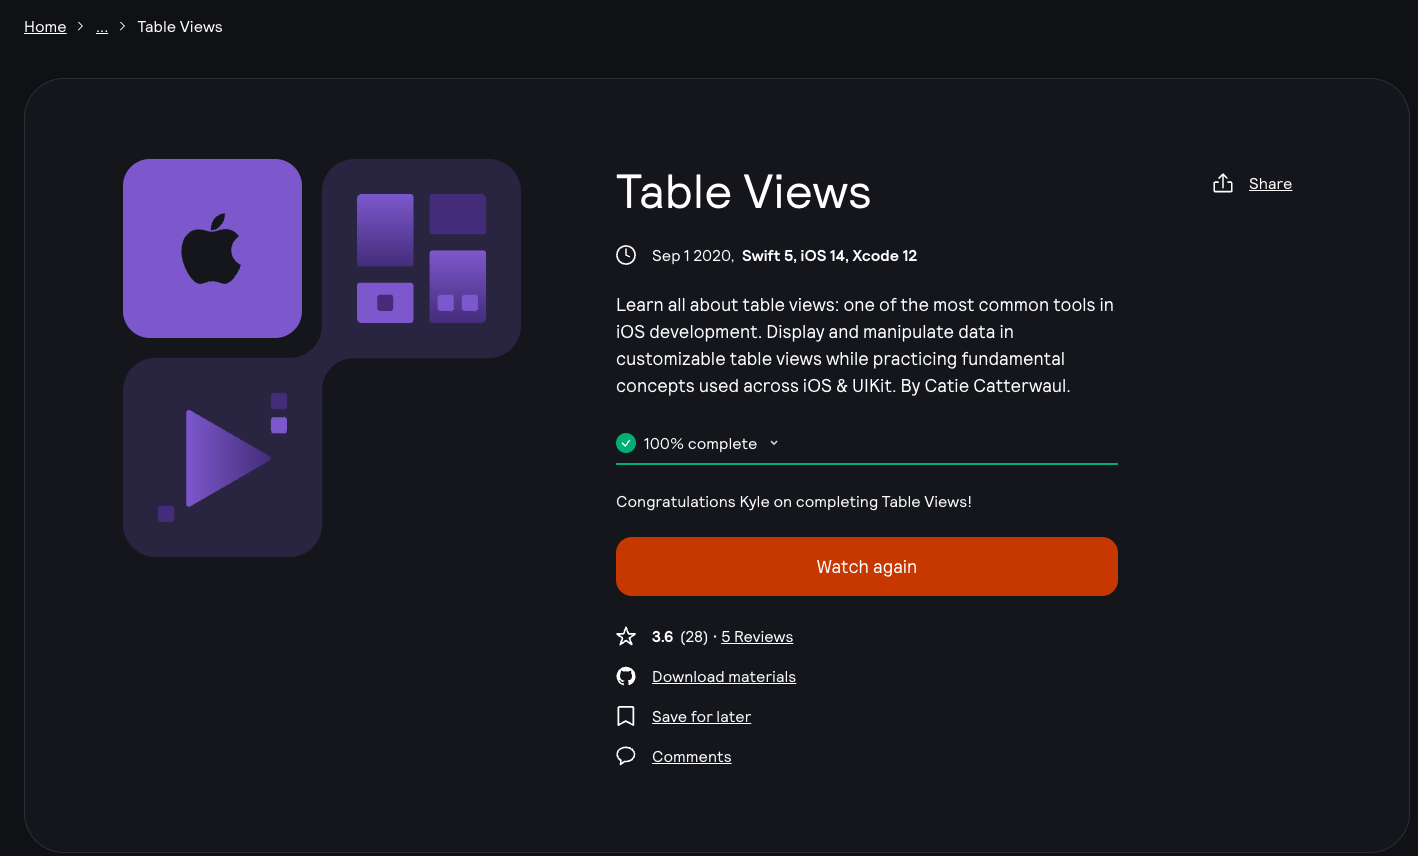 Home > ... > Table Views
Table Views
Share
Sep 1 2020, Swift 5, iOS 14, Xcode 12
Learn all about table views: one of the most common tools in
iOS development. Display and manipulate data in
customizable table views while practicing fundamental
concepts used across iOS & UIKit. By Catie Catterwaul.
100% complete
Congratulations Kyle on completing Table Views!
Watch again
3.6 (28) · 5 Reviews
Download materials
Save for later
Comments